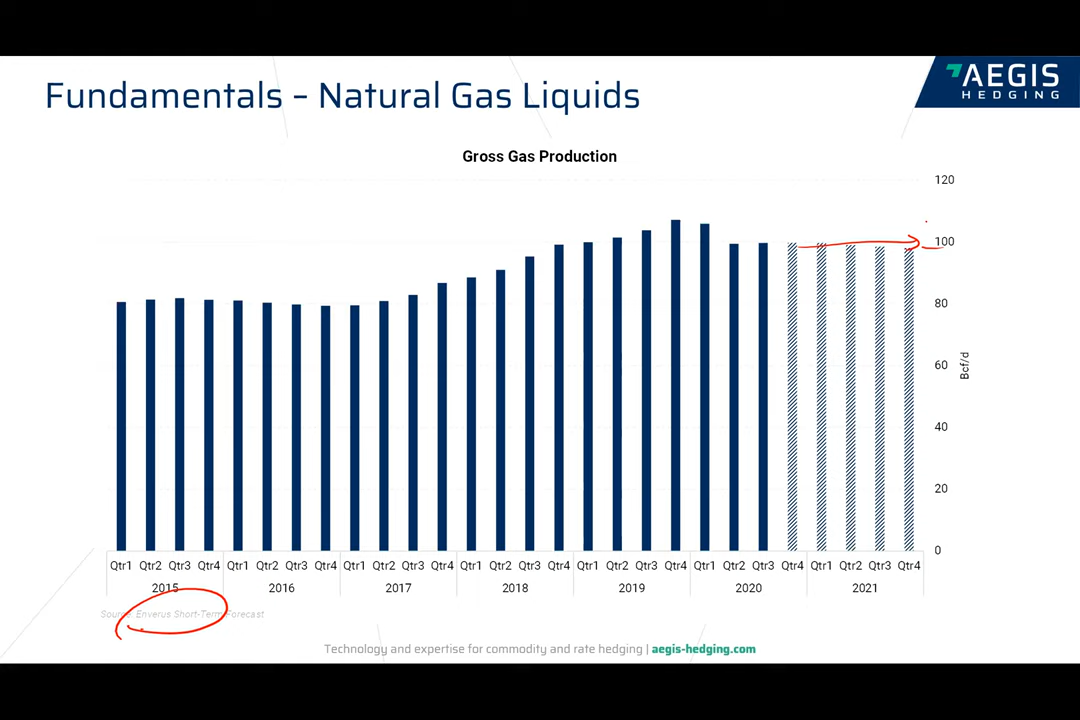 Fundamentals – Natural Gas Liquids
AEGIS
HEDGING
Gross Gas Production
120
100
80
60
40
20
0
Bcf/d
Qtr1 Qtr2 Qtr3 Qtr4 Qtr1 Qtr2 Qtr3 Qtr4 Qtr1 Qtr2 Qtr3 Qtr4 Qtr1 Qtr2 Qtr3 Qtr4 Qtr1 Qtr2 Qtr3 Qtr4 Qtr1 Qtr2 Qtr3 Qtr4 Qtr1 Qtr2 Qtr3 Qtr4
2015 2016 2017 2018 2019 2020 2021
Source: Enverus Short-Term Forecast
Technology and expertise for commodity and rate hedging | aegis-hedging.com